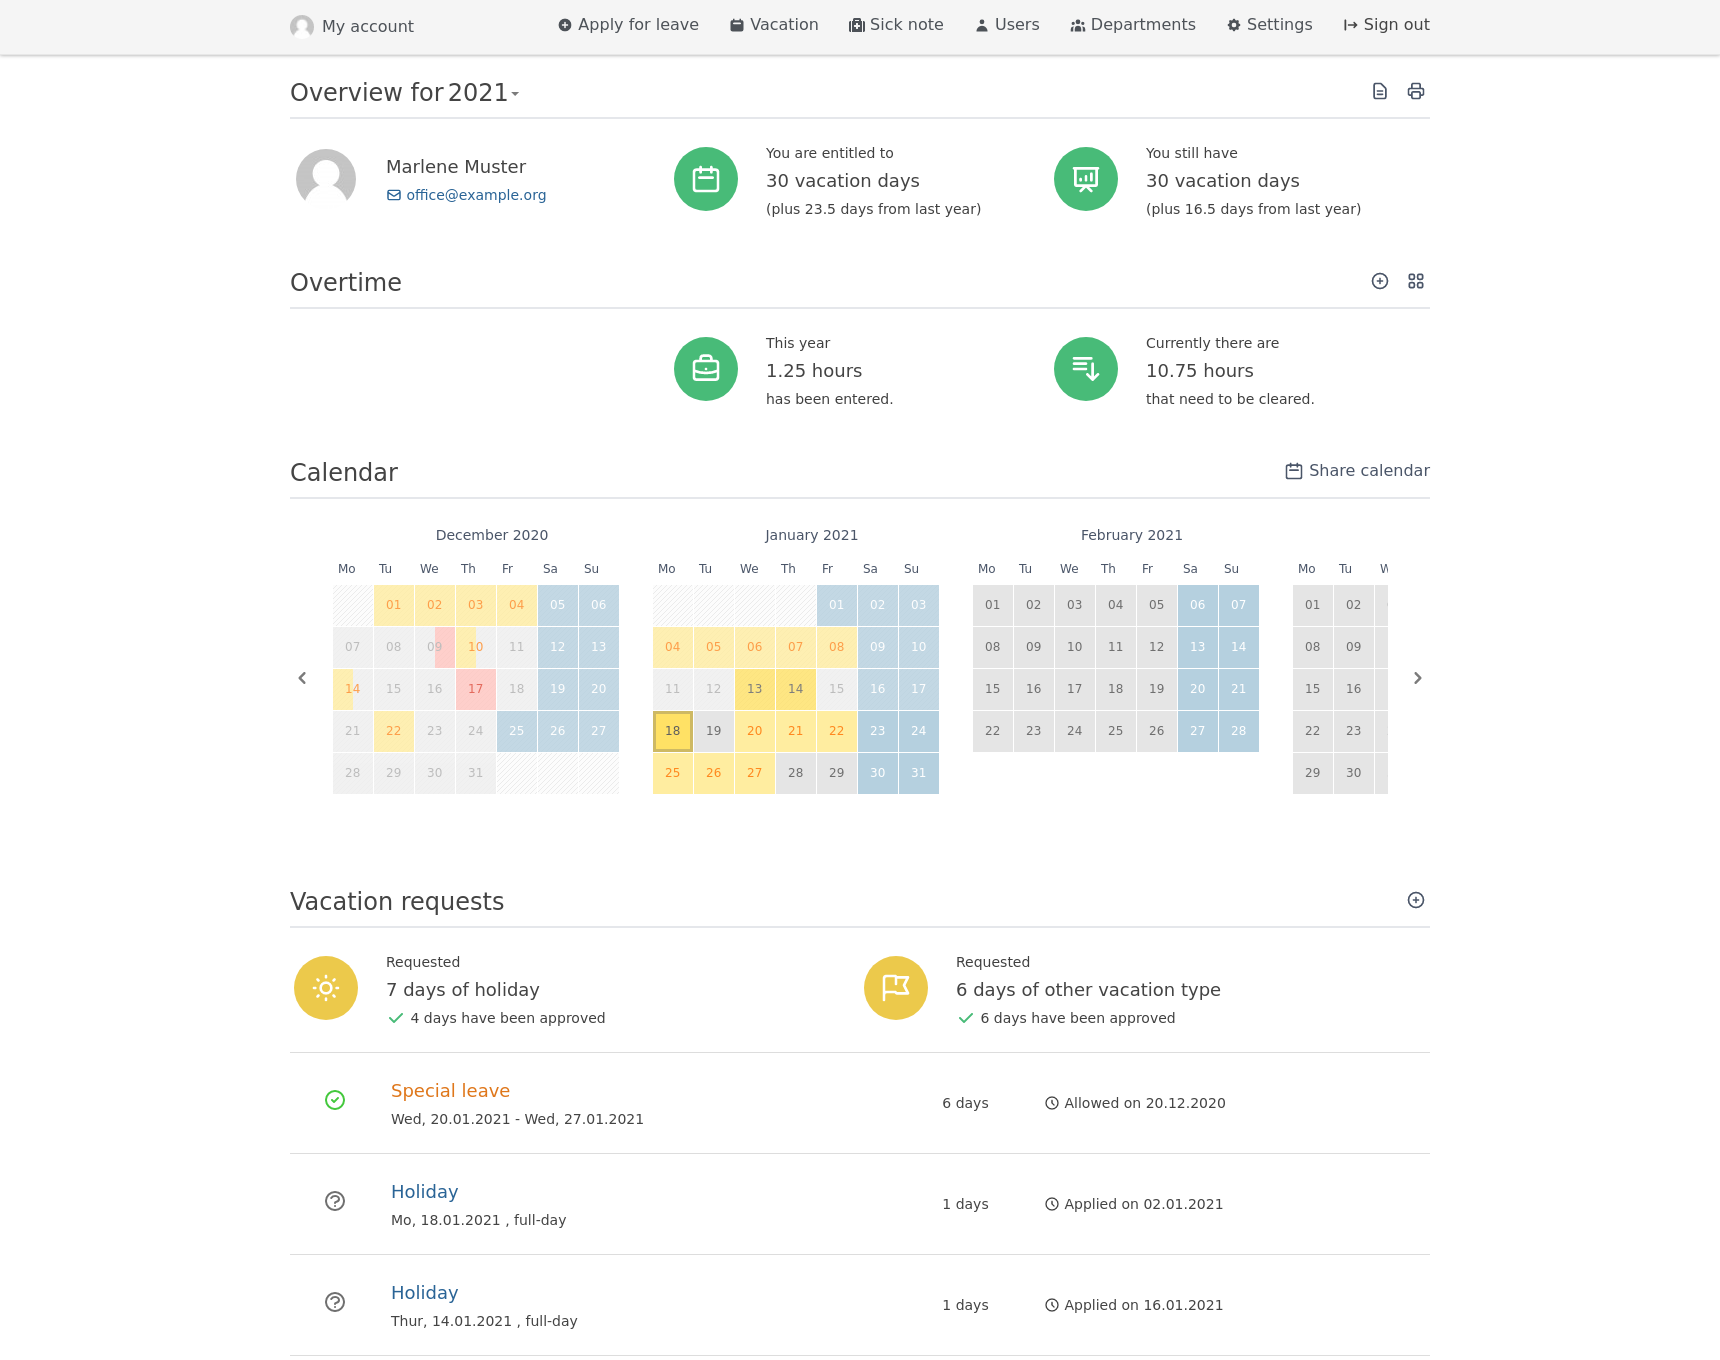 My account Apply for leave Vacation Sick note Users Departments Settings Sign out
Overview for 2021
Marlene Muster
office@example.org
You are entitled to
30 vacation days
(plus 23.5 days from last year)
You still have
30 vacation days
(plus 16.5 days from last year)
Overtime
This year
1.25 hours
has been entered.
Currently there are
10.75 hours
that need to be cleared.
Calendar Share calendar
December 2020
Mo Tu We Th Fr Sa Su
01 02 03 04 05 06
07 08 09 10 11 12 13
14 15 16 17 18 19 20
21 22 23 24 25 26 27
28 29 30 31
January 2021
Mo Tu We Th Fr Sa Su
01 02 03
04 05 06 07 08 09 10
11 12 13 14 15 16 17
18 19 20 21 22 23 24
25 26 27 28 29 30 31
February 2021
Mo Tu We Th Fr Sa Su
01 02 03 04 05 06 07
08 09 10 11 12 13 14
15 16 17 18 19 20 21
22 23 24 25 26 27 28
Mo Tu
01 02
08 09
15 16
22 23
29 30
Vacation requests
Requested
7 days of holiday
4 days have been approved
Requested
6 days of other vacation type
6 days have been approved
Special leave
Wed, 20.01.2021 - Wed, 27.01.2021
6 days Allowed on 20.12.2020
Holiday
Mo, 18.01.2021 , full-day
1 days Applied on 02.01.2021
Holiday
Thur, 14.01.2021 , full-day
1 days Applied on 16.01.2021